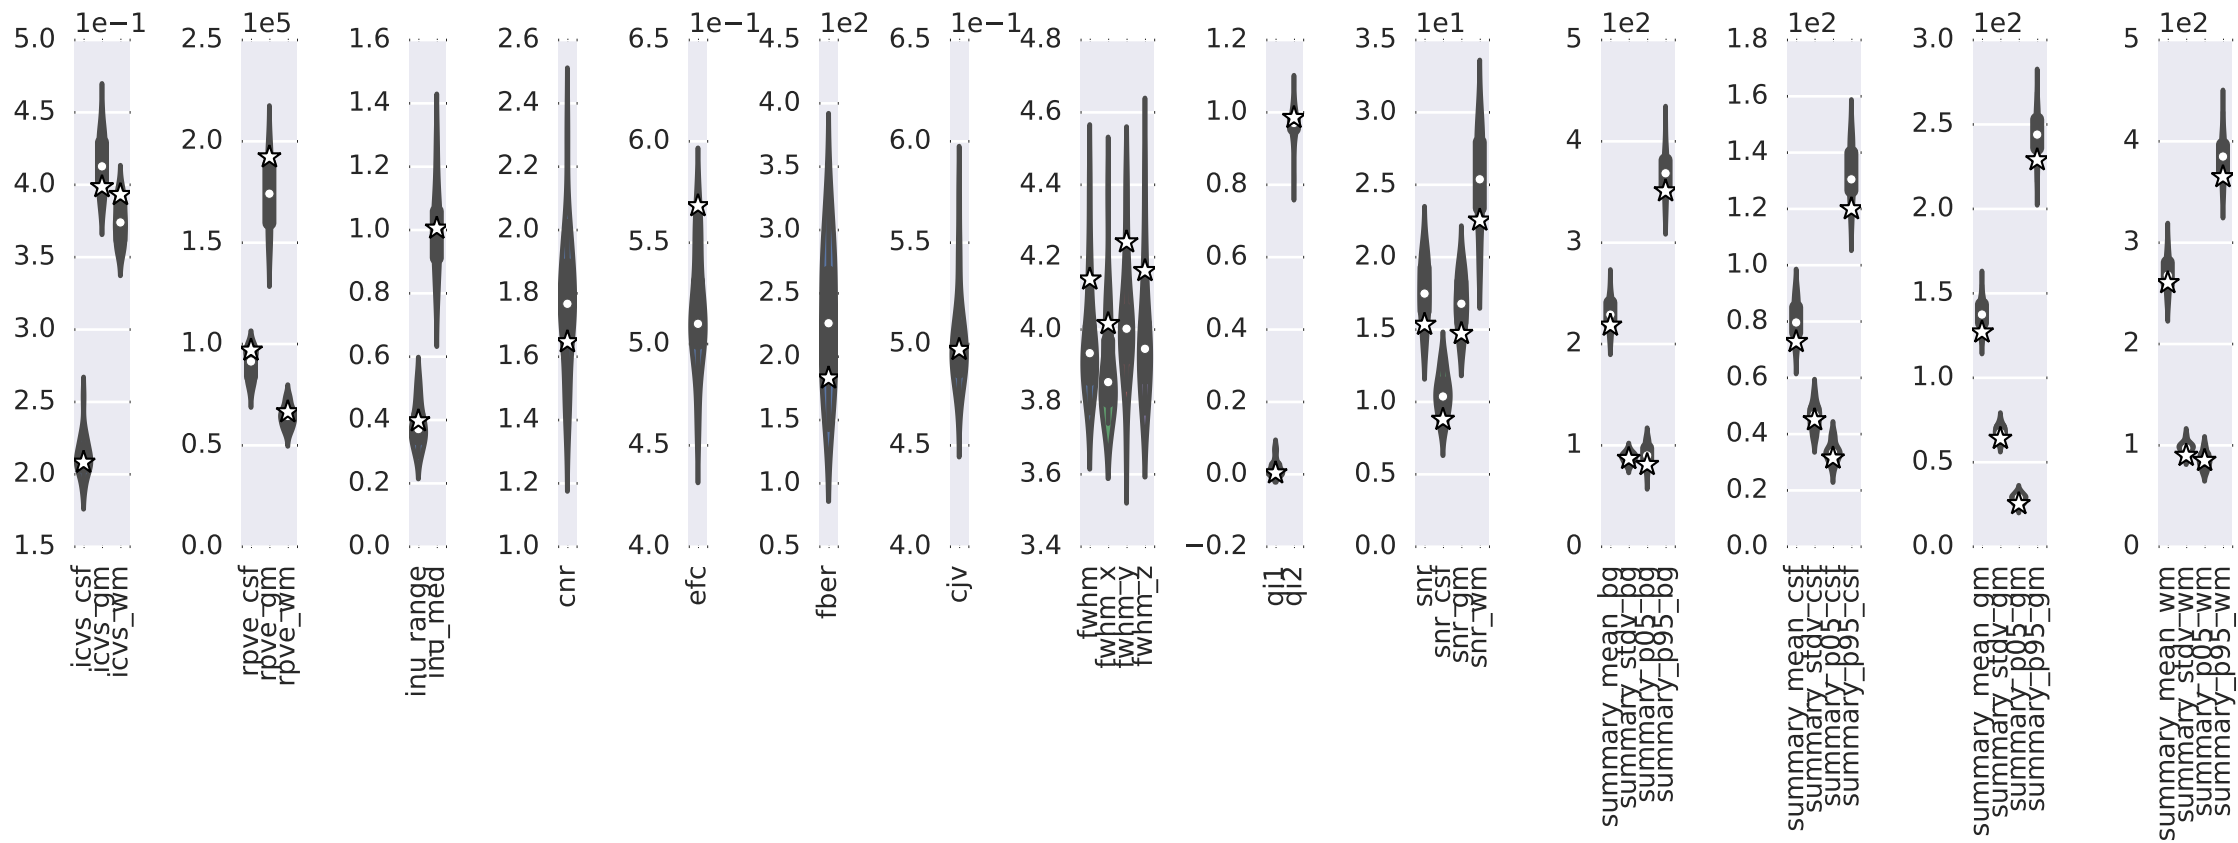 1e−1
5.0
4.5
4.0
3.5
3.0
2.5
2.0
1.5
icvs_csf
icvs_gm
icvs_wm
1e5
2.5
2.0
1.5
1.0
0.5
0.0
rpve_csf
rpve_gm
rpve_wm
1.6
1.4
1.2
1.0
0.8
0.6
0.4
0.2
0.0
inu_range
inu_med
2.6
2.4
2.2
2.0
1.8
1.6
1.4
1.2
1.0
cnr
1e−1
6.5
6.0
5.5
5.0
4.5
4.0
efc
1e2
4.5
4.0
3.5
3.0
2.5
2.0
1.5
1.0
0.5
fber
1e−1
6.5
6.0
5.5
5.0
4.5
4.0
cjv
4.8
4.6
4.4
4.2
4.0
3.8
3.6
3.4
fwhm
fwhm_x
fwhm_y
fwhm_z
1.2
1.0
0.8
0.6
0.4
0.2
0.0
−0.2
qi1
qi2
1e1
3.5
3.0
2.5
2.0
1.5
1.0
0.5
0.0
snr
snr_csf
snr_gm
snr_wm
1e2
5
4
3
2
1
0
summary_mean_bg
summary_stdv_bg
summary_p05_bg
summary_p95_bg
1e2
1.8
1.6
1.4
1.2
1.0
0.8
0.6
0.4
0.2
0.0
summary_mean_csf
summary_stdv_csf
summary_p05_csf
summary_p95_csf
1e2
3.0
2.5
2.0
1.5
1.0
0.5
0.0
summary_mean_gm
summary_stdv_gm
summary_p05_gm
summary_p95_gm
1e2
5
4
3
2
1
0
summary_mean_wm
summary_stdv_wm
summary_p05_wm
summary_p95_wm